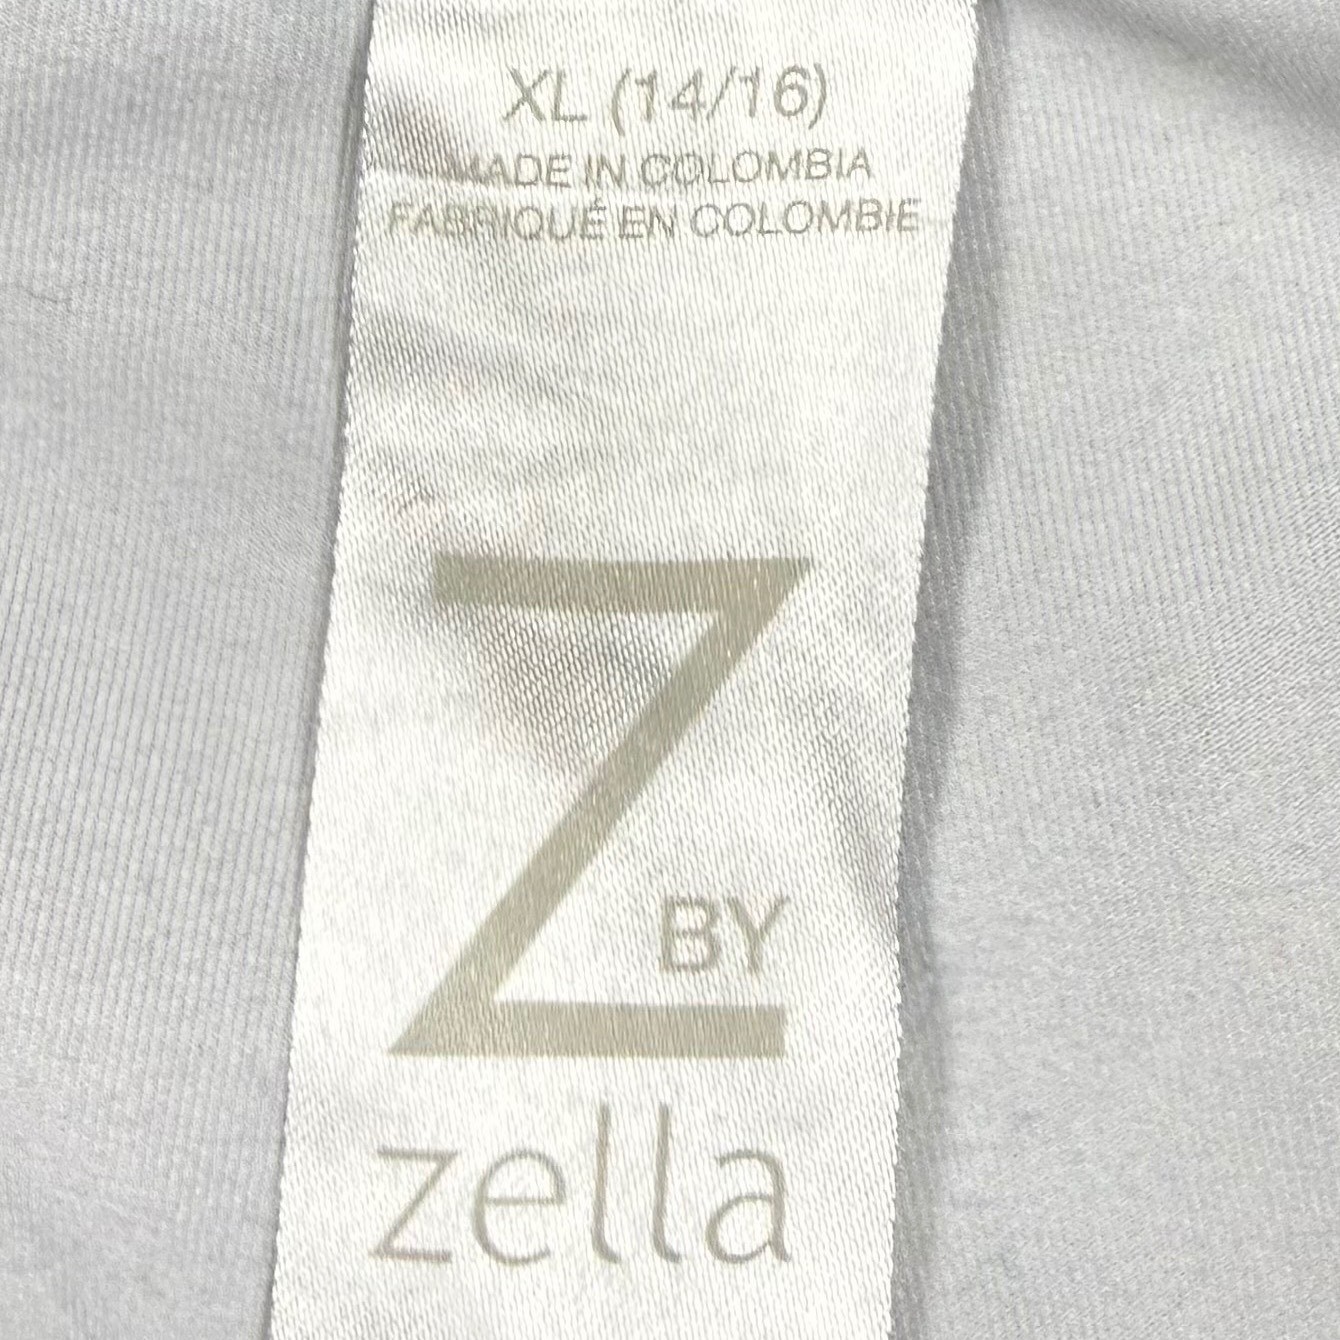 XL (14/16)
MADE IN COLOMBIA
FABRIQUÉ EN COLOMBIE
Z BY
zella